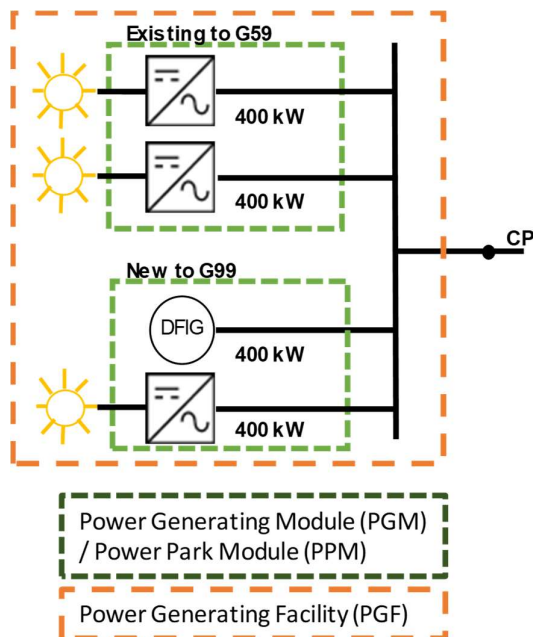 Existing to G59
400 kW
400 kW
CP
New to G99
DFIG
400 kW
400 kW
Power Generating Module (PGM)
/ Power Park Module (PPM)
Power Generating Facility (PGF)